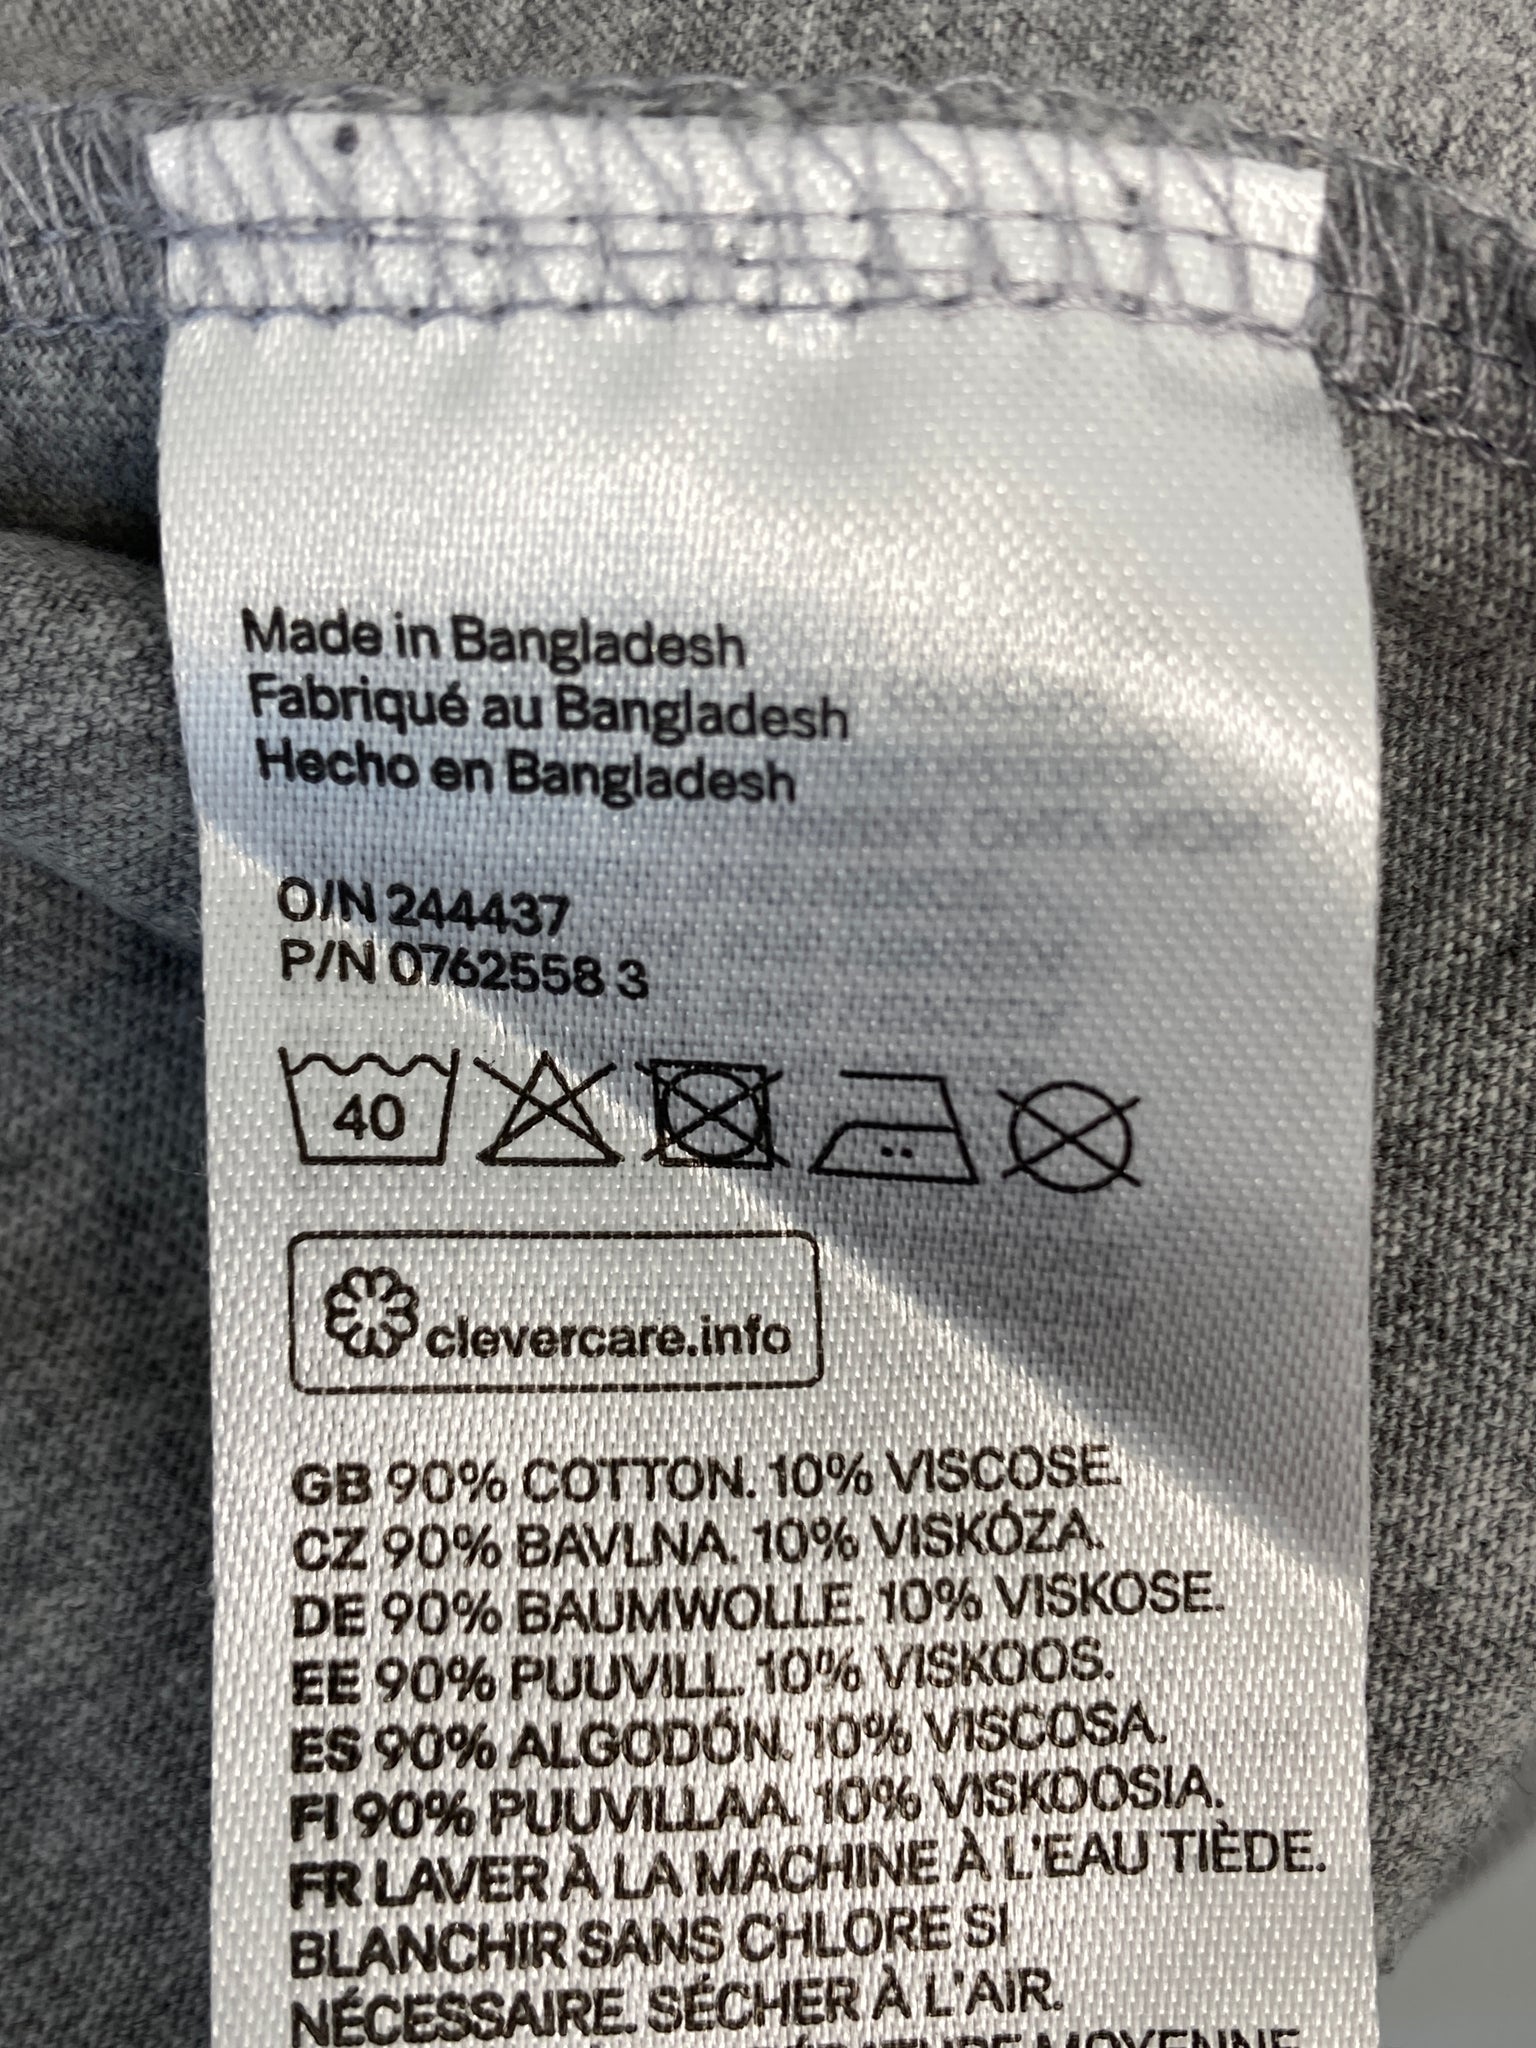 Made in Bangladesh
Fabriqué au Bangladesh
Hecho en Bangladesh
O/N 244437
P/N 0762558 3
40
clevercare.info
GB 90% COTTON. 10% VISCOSE.
CZ 90% BAVLNA. 10% VISKÓZA.
DE 90% BAUMWOLLE. 10% VISKOSE.
EE 90% PUUVILL. 10% VISKOOS.
ES 90% ALGODÓN. 10% VISCOSA.
FI 90% PUUVILLAA. 10% VISKOOSIA.
FR LAVER À LA MACHINE À L'EAU TIÈDE.
BLANCHIR SANS CHLORE SI
NÉCESSAIRE. SÉCHER À L'AIR.
MOYENNE